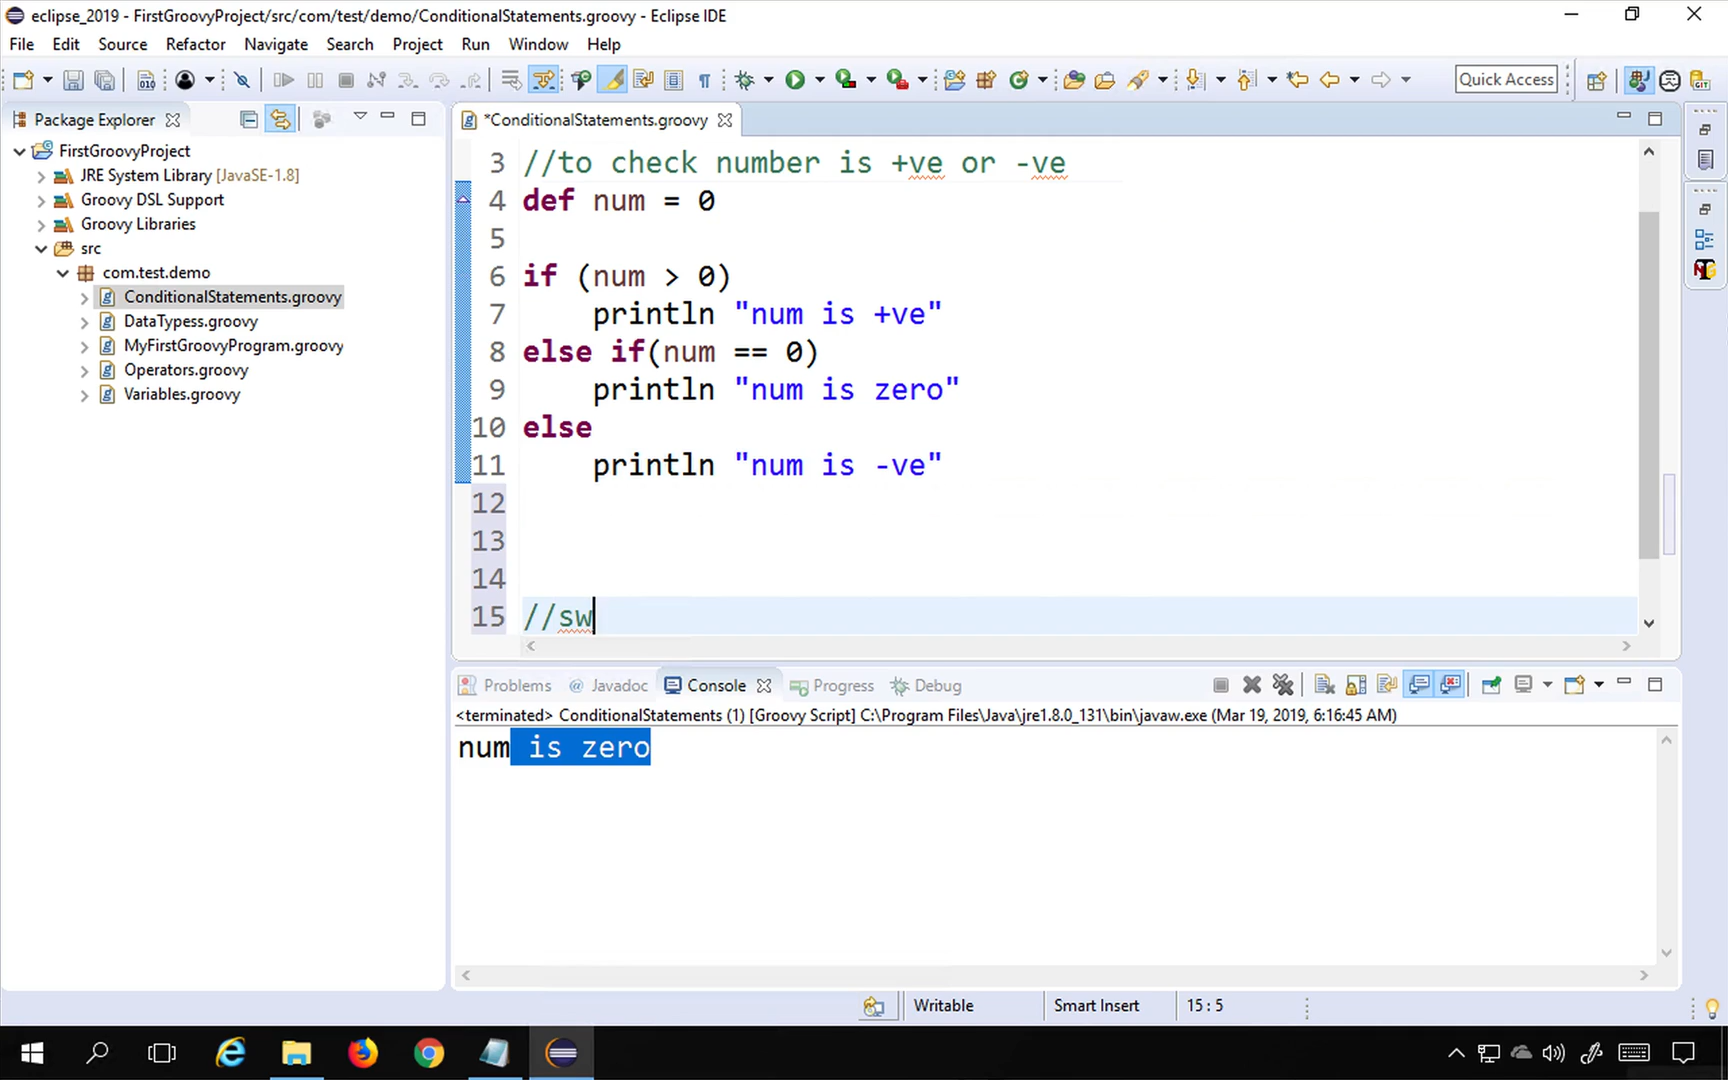 eclipse_2019 - FirstGroovyProject/src/com/test/demo/ConditionalStatements.groovy - Eclipse IDE
File Edit Source Refactor Navigate Search Project Run Window Help
Quick Access
Package Explorer
FirstGroovyProject
JRE System Library [JavaSE-1.8]
Groovy DSL Support
Groovy Libraries
src
com.test.demo
ConditionalStatements.groovy
DataTypess.groovy
MyFirstGroovyProgram.groovy
Operators.groovy
Variables.groovy
*ConditionalStatements.groovy
3 //to check number is +ve or -ve
4 def num = 0
5
6 if (num > 0)
7 println "num is +ve"
8 else if(num == 0)
9 println "num is zero"
10 else
11 println "num is -ve"
12
13
14
15 //sw
Problems @ Javadoc Console Progress Debug
<terminated> ConditionalStatements (1) [Groovy Script] C:\Program Files\Java\jre1.8.0_131\bin\javaw.exe (Mar 19, 2019, 6:16:45 AM)
num is zero
Writable Smart Insert 15 : 5